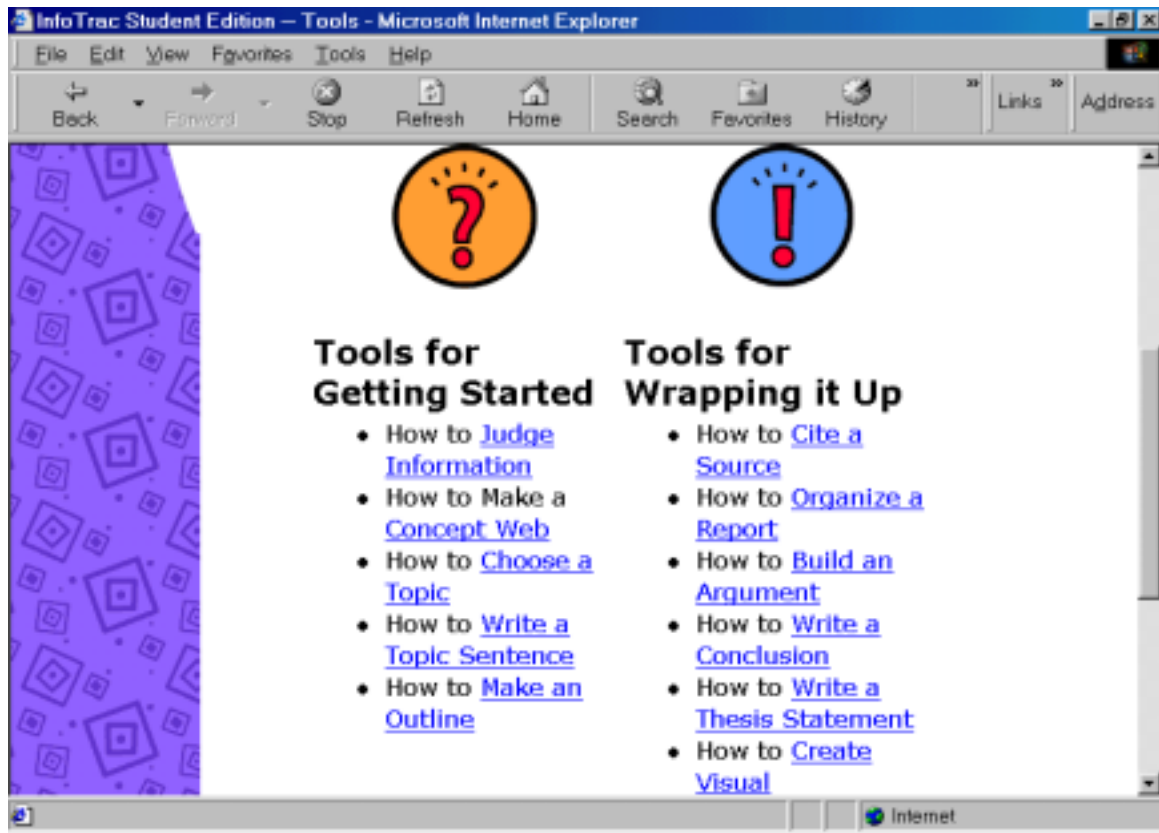 InfoTrac Student Edition — Tools - Microsoft Internet Explorer
File Edit View Favorites Tools Help
Back Forward Stop Refresh Home Search Favorites History » Links » Address
?
!
Tools for
Getting Started
• How to Judge
Information
• How to Make a
Concept Web
• How to Choose a
Topic
• How to Write a
Topic Sentence
• How to Make an
Outline
Tools for
Wrapping it Up
• How to Cite a
Source
• How to Organize a
Report
• How to Build an
Argument
• How to Write a
Conclusion
• How to Write a
Thesis Statement
• How to Create
Visual
Internet